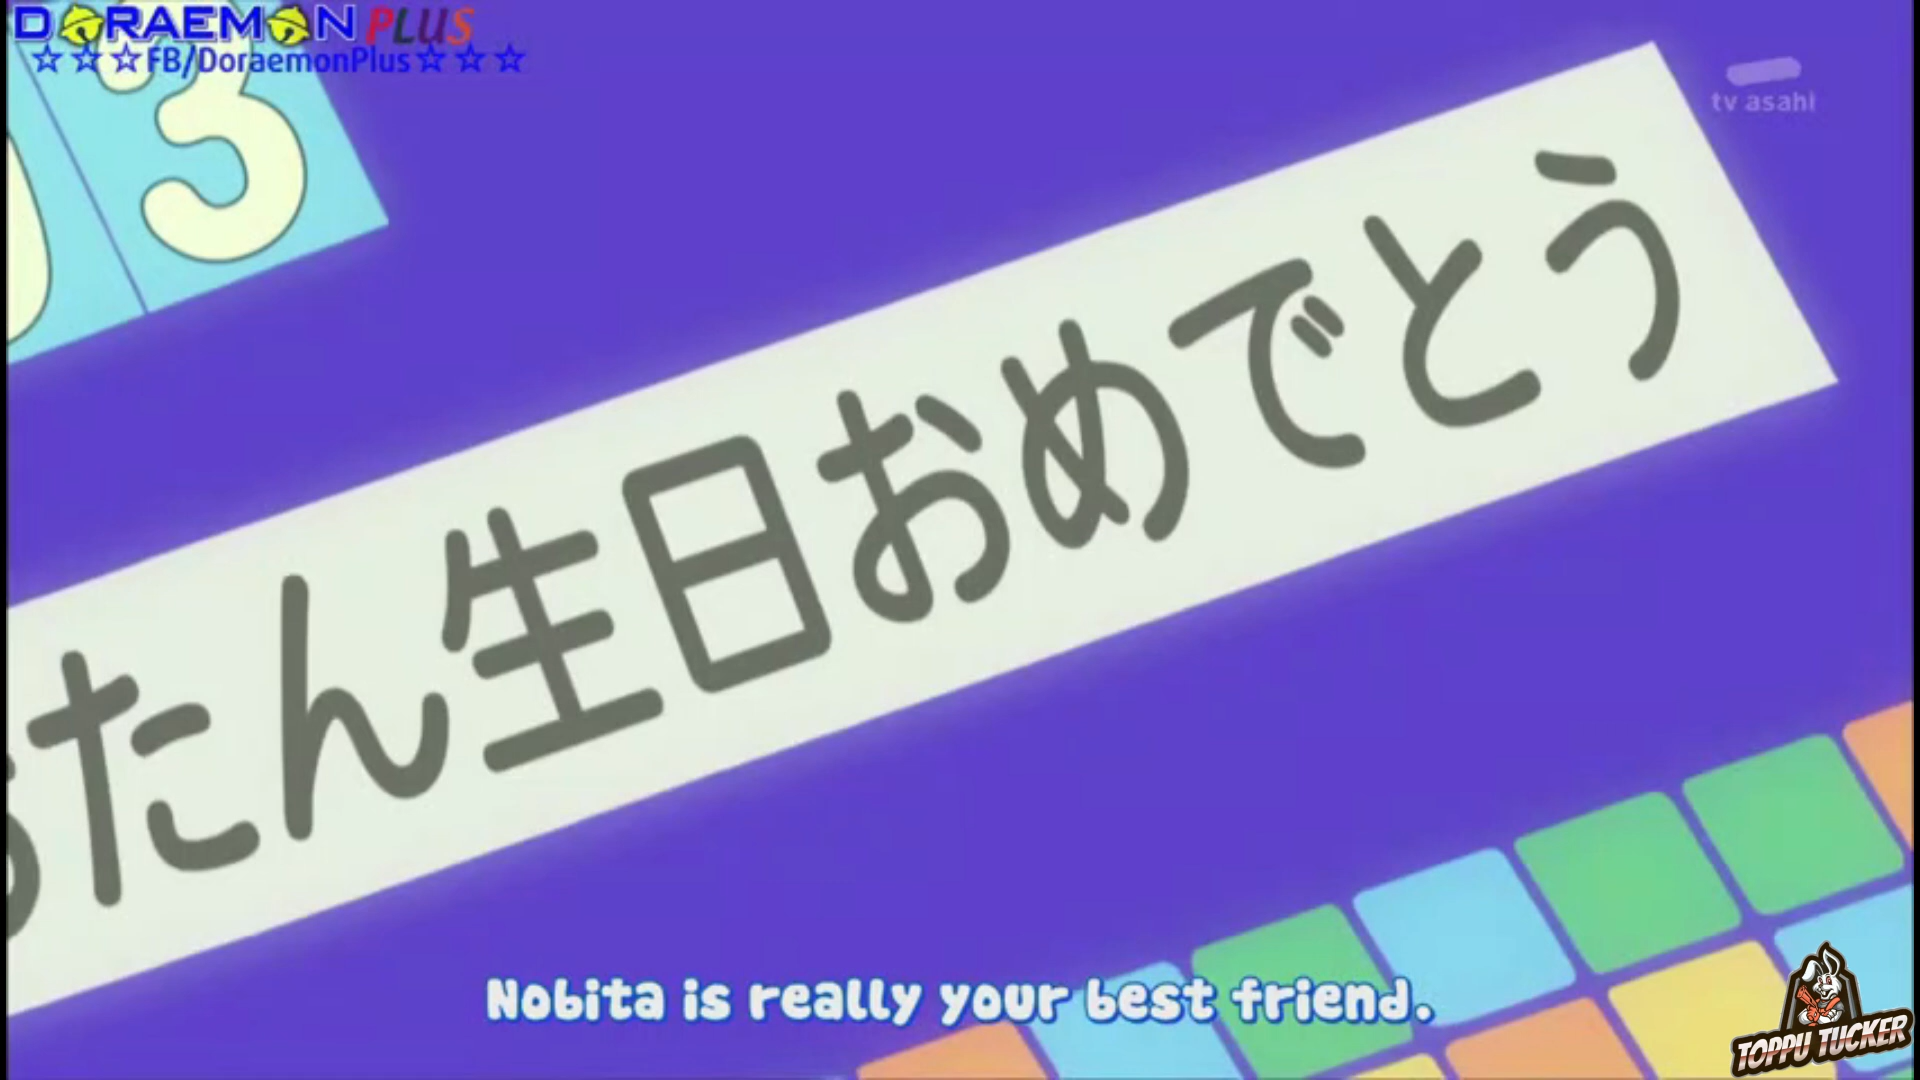 DORAEMON PLUS
☆☆☆FB/DoraemonPlus☆☆☆
3
tv asahi
たん生日おめでとう
Nobita is really your best friend.
TOPPU TUCKER